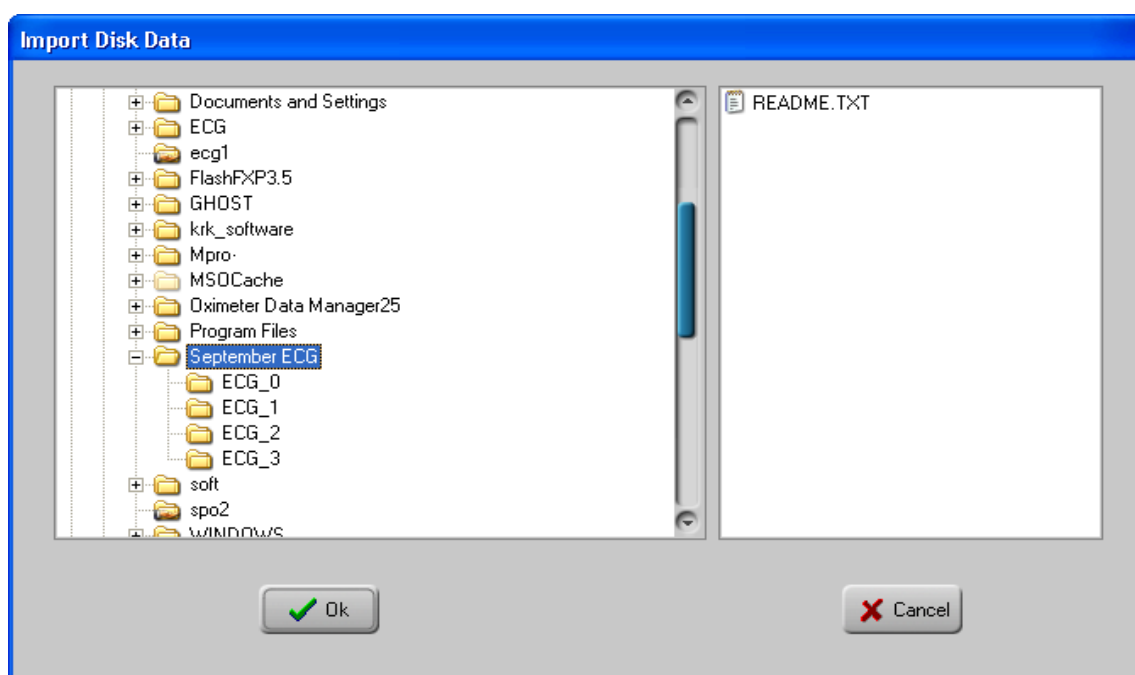 Import Disk Data
Documents and Settings
README.TXT
ECG
ecg1
FlashFXP3.5
GHOST
krk_software
Mpro·
MSOCache
Oximeter Data Manager25
Program Files
September ECG
ECG_0
ECG_1
ECG_2
ECG_3
soft
spo2
WINDOWS
Ok
Cancel